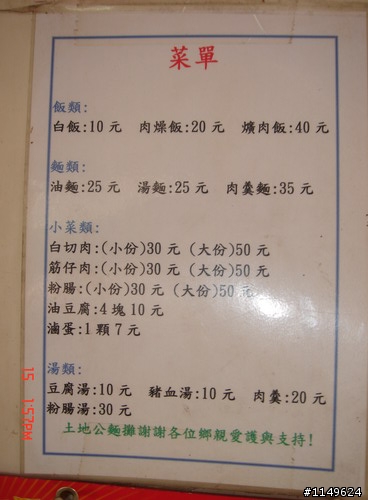 菜單
飯類:
白飯:10元 肉燥飯:20元 爌肉飯:40元
麵類:
油麵:25元 湯麵:25元 肉羹麵:35元
小菜類:
白切肉:(小份)30元 (大份)50元
筋仔肉:(小份)30元 (大份)50元
粉腸:(小份)30元 (大份)50元
油豆腐:4塊10元
滷蛋:1顆7元
湯類:
豆腐湯:10元 豬血湯:10元 肉羹:20元
粉腸湯:30元
土地公麵攤謝謝各位鄉親愛護與支持!
15 1:57PM
#1149624